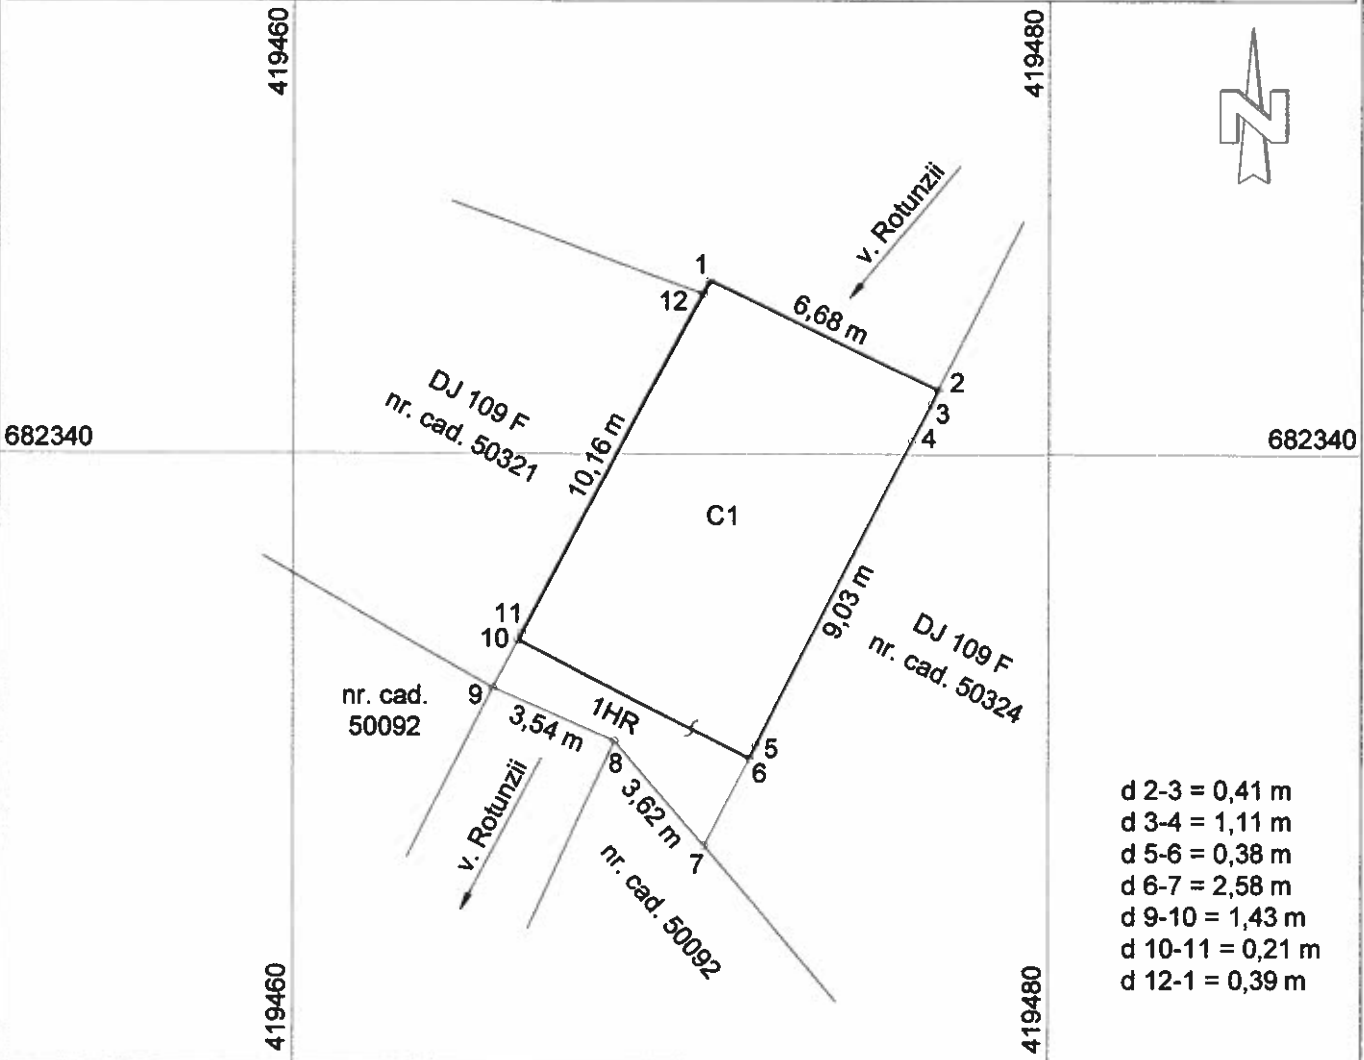 419460
419480
N
v. Rotunzii
1
12
6,68 m
2
3
4
DJ 109 F
nr. cad. 50321
682340
682340
10,16 m
C1
9,03 m
11
10
DJ 109 F
nr. cad. 50324
9
nr. cad.
50092
1HR
3,54 m
8
5
6
v. Rotunzii
3,62 m
7
nr. cad. 50092
d 2-3 = 0,41 m
d 3-4 = 1,11 m
d 5-6 = 0,38 m
d 6-7 = 2,58 m
d 9-10 = 1,43 m
d 10-11 = 0,21 m
d 12-1 = 0,39 m
419460
419480